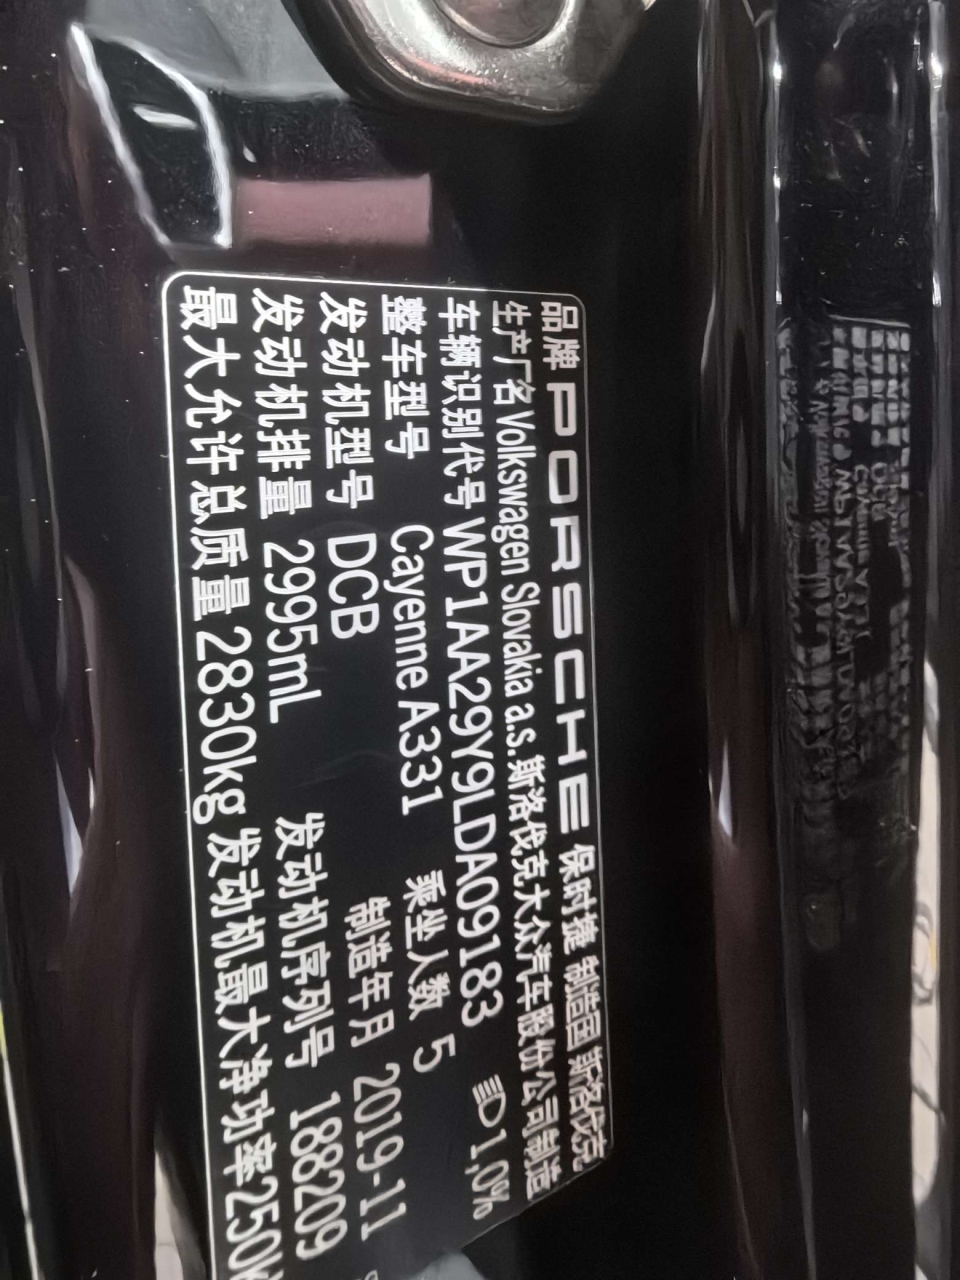 品牌 PORSCHE 保时捷 制造国 斯洛伐克
生产厂名 Volkswagen Slovakia a.s. 斯洛伐克大众汽车股份公司制造
车辆识别代号 WP1AA29Y9LDA09183 1,0%
整车型号 Cayenne A331 乘坐人数 5
发动机型号 DCB 制造年月 2019-11
发动机排量 2995mL 发动机序列号 188209
最大允许总质量 2830kg 发动机最大净功率 250k